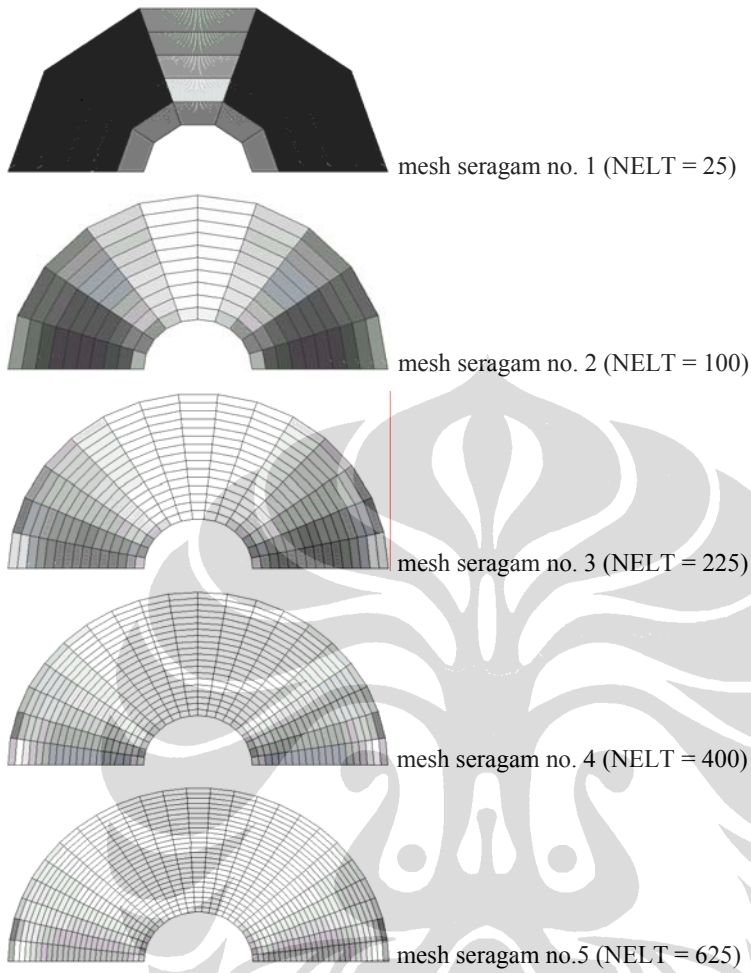 mesh seragam no. 1 (NELT = 25)
mesh seragam no. 2 (NELT = 100)
mesh seragam no. 3 (NELT = 225)
mesh seragam no. 4 (NELT = 400)
mesh seragam no.5 (NELT = 625)